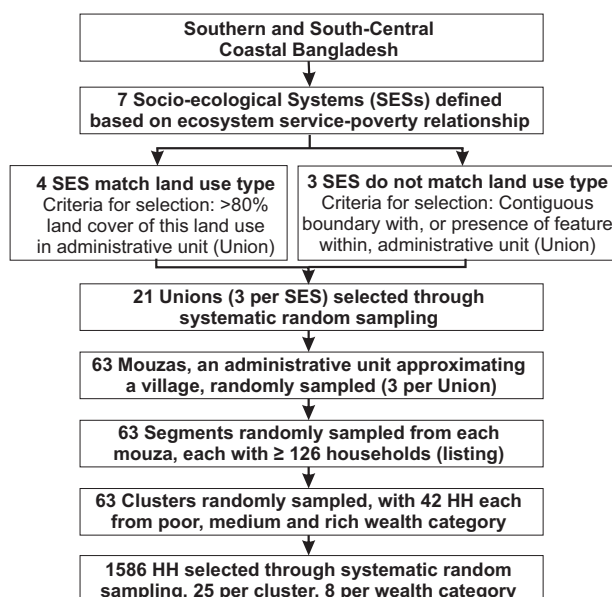 Southern and South-Central
Coastal Bangladesh
7 Socio-ecological Systems (SESs) defined
based on ecosystem service-poverty relationship
4 SES match land use type
Criteria for selection: >80%
land cover of this land use
in administrative unit (Union)
3 SES do not match land use type
Criteria for selection: Contiguous
boundary with, or presence of feature
within, administrative unit (Union)
21 Unions (3 per SES) selected through
systematic random sampling
63 Mouzas, an administrative unit approximating
a village, randomly sampled (3 per Union)
63 Segments randomly sampled from each
mouza, each with ≥ 126 households (listing)
63 Clusters randomly sampled, with 42 HH each
from poor, medium and rich wealth category
1586 HH selected through systematic random
sampling, 25 per cluster, 8 per wealth category